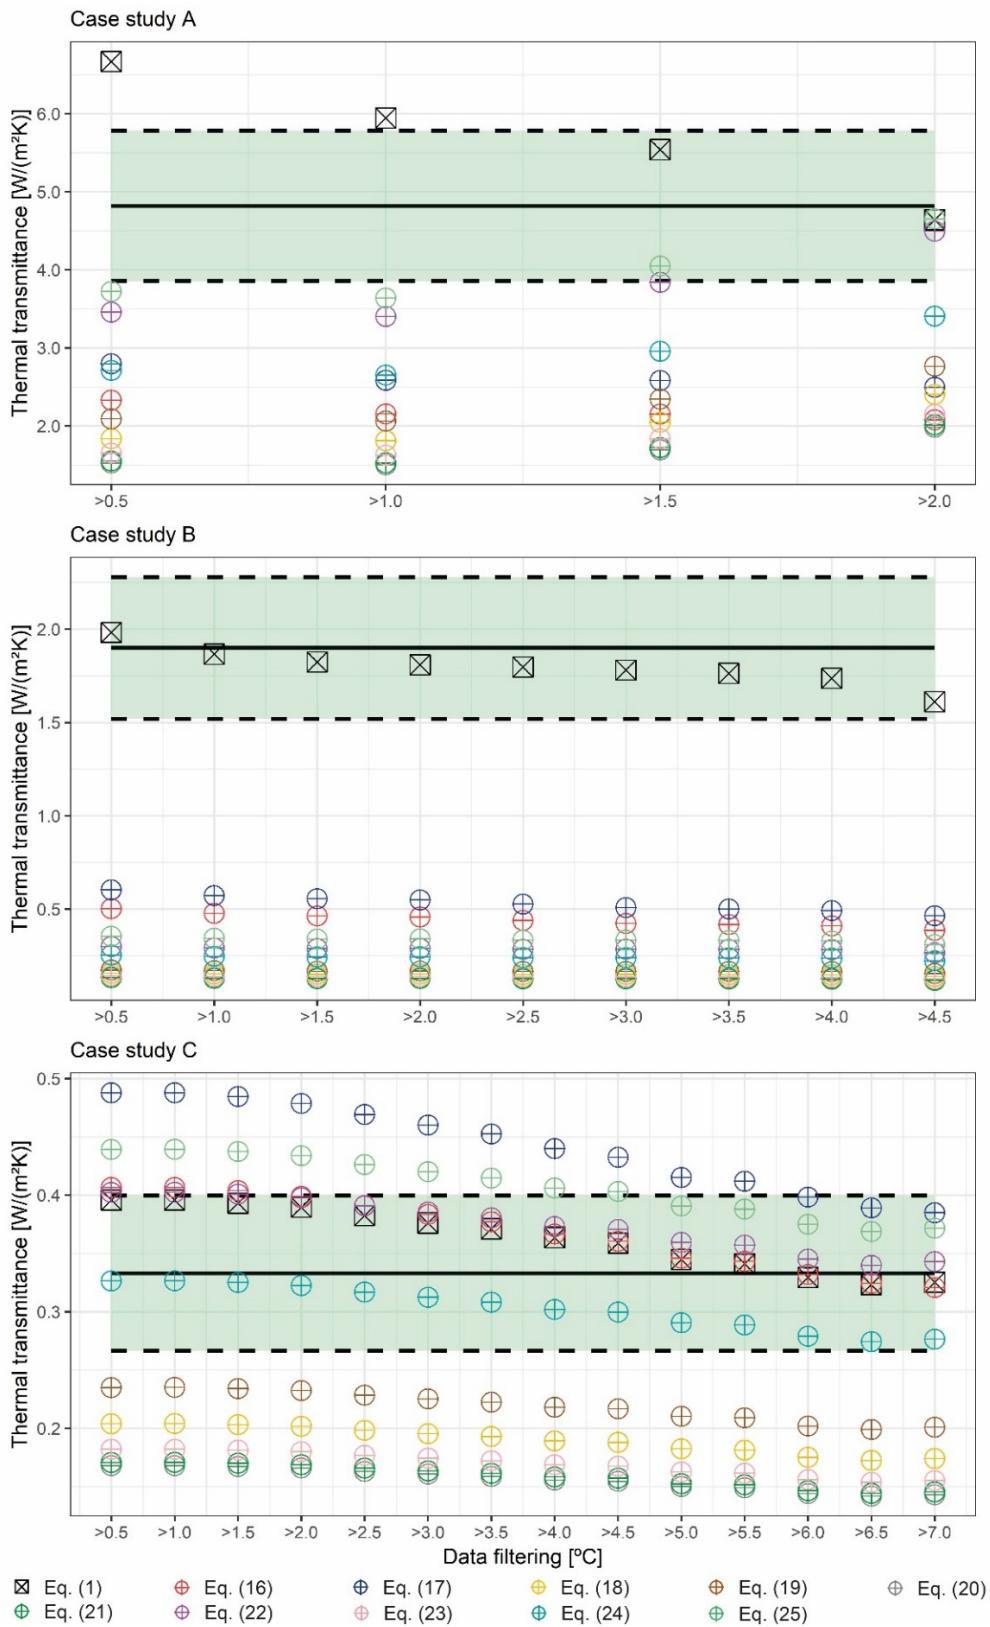 Case study A
Thermal transmittance [W/(m²K)]
6.0
5.0
4.0
3.0
2.0
>0.5 >1.0 >1.5 >2.0
Case study B
Thermal transmittance [W/(m²K)]
2.0
1.5
1.0
0.5
>0.5 >1.0 >1.5 >2.0 >2.5 >3.0 >3.5 >4.0 >4.5
Case study C
Thermal transmittance [W/(m²K)]
0.5
0.4
0.3
0.2
>0.5 >1.0 >1.5 >2.0 >2.5 >3.0 >3.5 >4.0 >4.5 >5.0 >5.5 >6.0 >6.5 >7.0
Data filtering [ºC]
Eq. (1) Eq. (16) Eq. (17) Eq. (18) Eq. (19) Eq. (20)
Eq. (21) Eq. (22) Eq. (23) Eq. (24) Eq. (25)